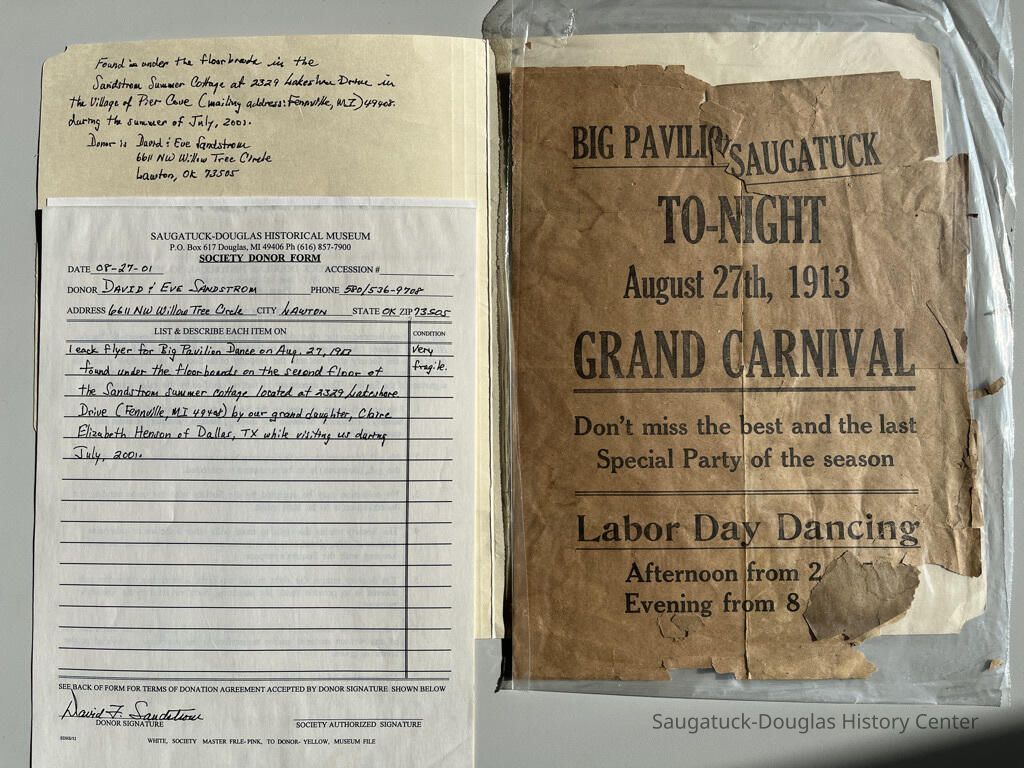 Found in under the floorboards in the
Sandstrom Summer Cottage at 2329 Lakeshore Drive in
the Village of Pier Cove (mailing address: Fennville, MI) 49408.
during the summer of July, 2001.
Donor is David & Eve Sandstrom
6611 NW Willow Tree Circle
Lawton, OK 73505
SAUGATUCK-DOUGLAS HISTORICAL MUSEUM
P.O. Box 617 Douglas, MI 49406 Ph (616) 857-7900
SOCIETY DONOR FORM
DATE 08-27-01 ACCESSION #
DONOR DAVID & EVE SANDSTROM PHONE 580/536-9708
ADDRESS 6611 NW Willow Tree Circle CITY LAWTON STATE OK ZIP 73505
LIST & DESCRIBE EACH ITEM ON CONDITION
1 each flyer for Big Pavilion Dance on Aug. 27, Very
found under the floorboards on the second floor of fragile.
the Sandstrom summer cottage located at 2329 Lakeshore
Drive (Fennville, MI 49408) by our grand daughter, Claire
Elizabeth Henson of Dallas, TX while visiting us during
July, 2001.
SEE BACK OF FORM FOR TERMS OF DONATION AGREEMENT ACCEPTED BY DONOR SIGNATURE SHOWN BELOW
David F. Sandstrom
DONOR SIGNATURE SOCIETY AUTHORIZED SIGNATURE
WHITE, SOCIETY MASTER FRLE- PINK, TO DONOR- YELLOW, MUSEUM FILE
BIG PAVILION SAUGATUCK
TO-NIGHT
August 27th, 1913
GRAND CARNIVAL
Don't miss the best and the last
Special Party of the season
Labor Day Dancing
Afternoon from 2
Evening from 8
Saugatuck-Douglas History Center